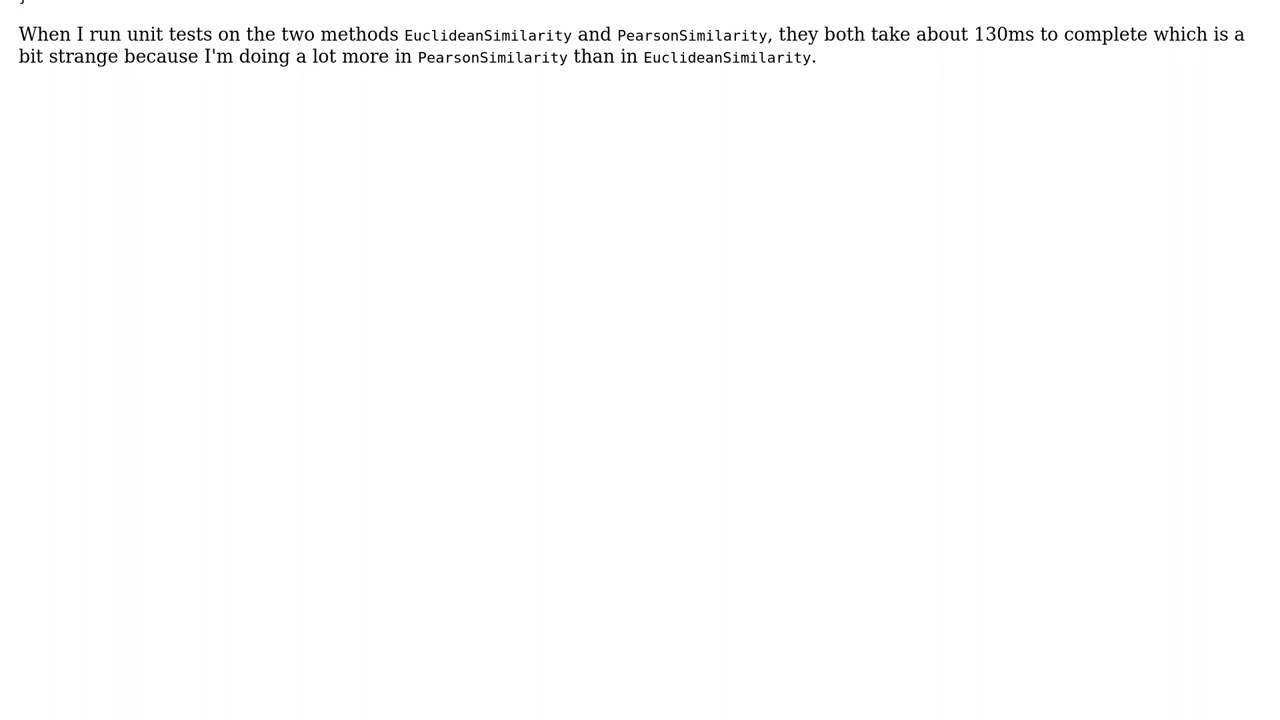 }
When I run unit tests on the two methods EuclideanSimilarity and PearsonSimilarity, they both take about 130ms to complete which is a
bit strange because I'm doing a lot more in PearsonSimilarity than in EuclideanSimilarity.